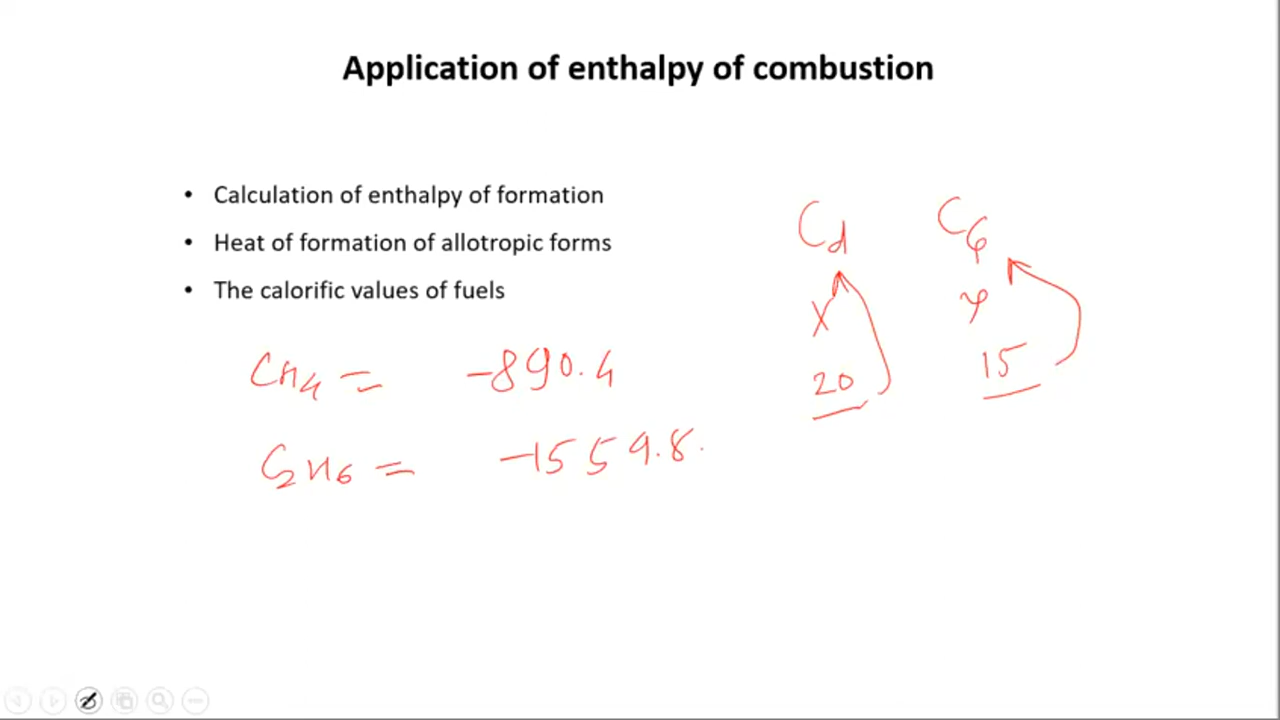 Application of enthalpy of combustion
• Calculation of enthalpy of formation
• Heat of formation of allotropic forms
• The calorific values of fuels
CH4 = -890.4
C2H6 = -1559.8.
Cd
X
20
CG
Y
15